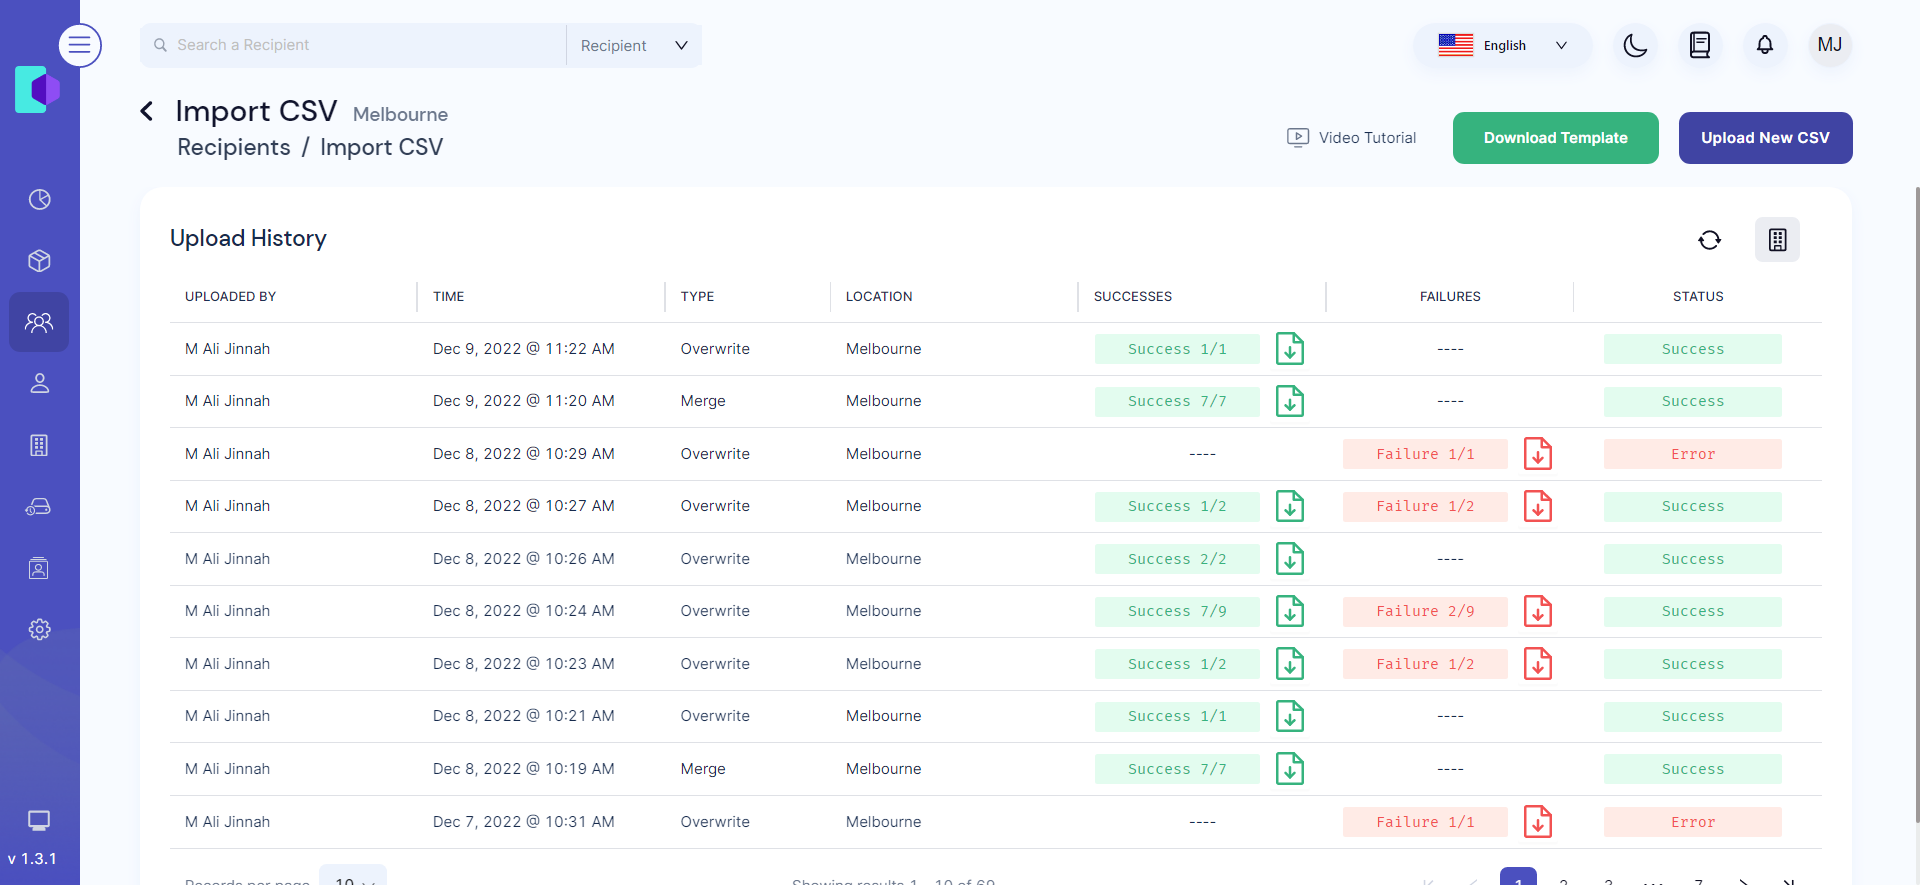 Search a Recipient
Recipient
English
MJ
Import CSV Melbourne
Recipients / Import CSV
Video Tutorial
Download Template
Upload New CSV
Upload History
UPLOADED BY TIME TYPE LOCATION SUCCESSES FAILURES STATUS
M Ali Jinnah Dec 9, 2022 @ 11:22 AM Overwrite Melbourne Success 1/1 ---- Success
M Ali Jinnah Dec 9, 2022 @ 11:20 AM Merge Melbourne Success 7/7 ---- Success
M Ali Jinnah Dec 8, 2022 @ 10:29 AM Overwrite Melbourne ---- Failure 1/1 Error
M Ali Jinnah Dec 8, 2022 @ 10:27 AM Overwrite Melbourne Success 1/2 Failure 1/2 Success
M Ali Jinnah Dec 8, 2022 @ 10:26 AM Overwrite Melbourne Success 2/2 ---- Success
M Ali Jinnah Dec 8, 2022 @ 10:24 AM Overwrite Melbourne Success 7/9 Failure 2/9 Success
M Ali Jinnah Dec 8, 2022 @ 10:23 AM Overwrite Melbourne Success 1/2 Failure 1/2 Success
M Ali Jinnah Dec 8, 2022 @ 10:21 AM Overwrite Melbourne Success 1/1 ---- Success
M Ali Jinnah Dec 8, 2022 @ 10:19 AM Merge Melbourne Success 7/7 ---- Success
M Ali Jinnah Dec 7, 2022 @ 10:31 AM Overwrite Melbourne ---- Failure 1/1 Error
v 1.3.1
Records per page 10 Showing results 1 - 10 of 69 1 2 3 ... 7